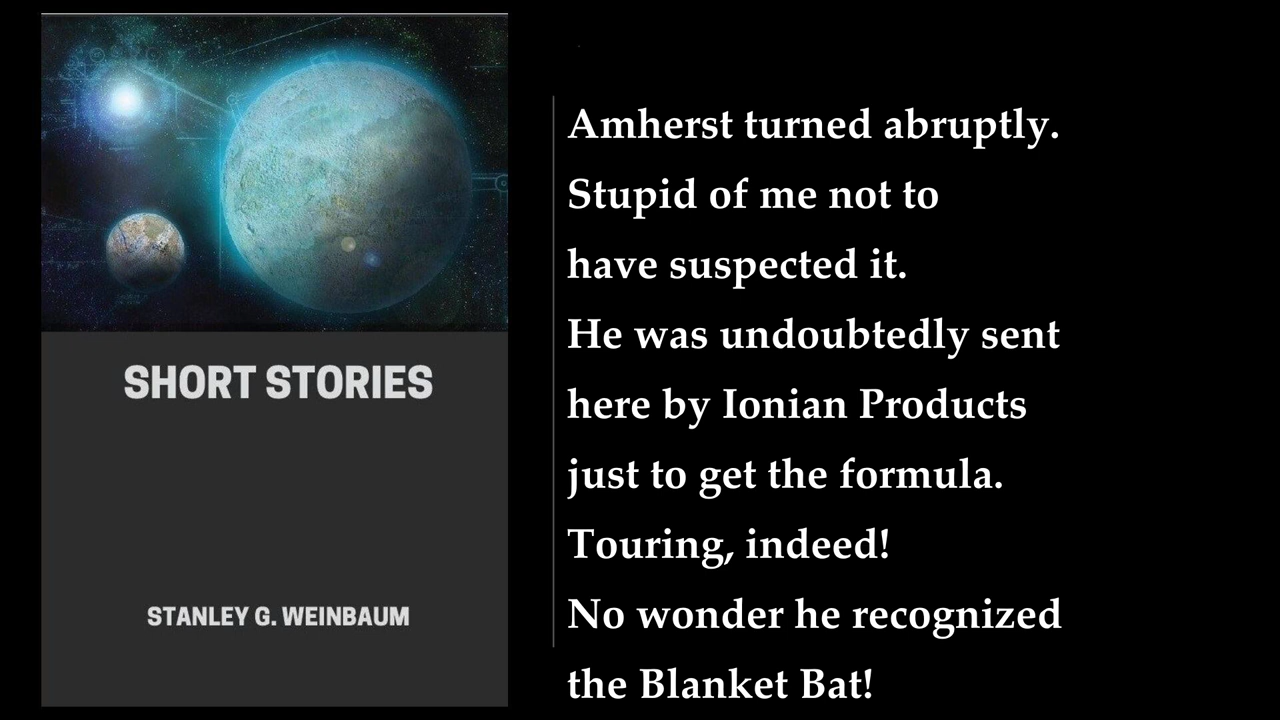 SHORT STORIES
STANLEY G. WEINBAUM
Amherst turned abruptly.
Stupid of me not to
have suspected it.
He was undoubtedly sent
here by Ionian Products
just to get the formula.
Touring, indeed!
No wonder he recognized
the Blanket Bat!